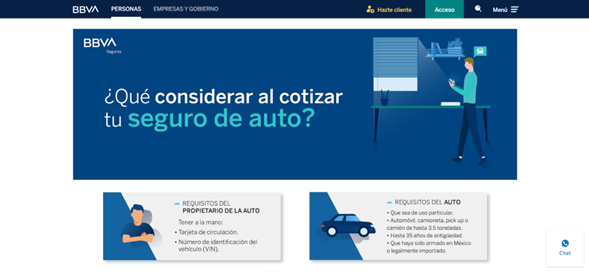 BBVA PERSONAS EMPRESAS Y GOBIERNO Hazte cliente Acceso Menú
BBVA
Seguros
¿Qué considerar al cotizar
tu seguro de auto?
REQUISITOS DEL
PROPIETARIO DE LA AUTO
Tener a la mano:
• Tarjeta de circulación.
• Número de identificación del
vehículo (VIN).
REQUISITOS DEL AUTO
• Que sea de uso particular.
• Automóvil, camioneta, pick up o
camión de hasta 3.5 toneladas.
• Hasta 35 años de antigüedad.
• Que haya sido armado en México
o legalmente importado.
Chat